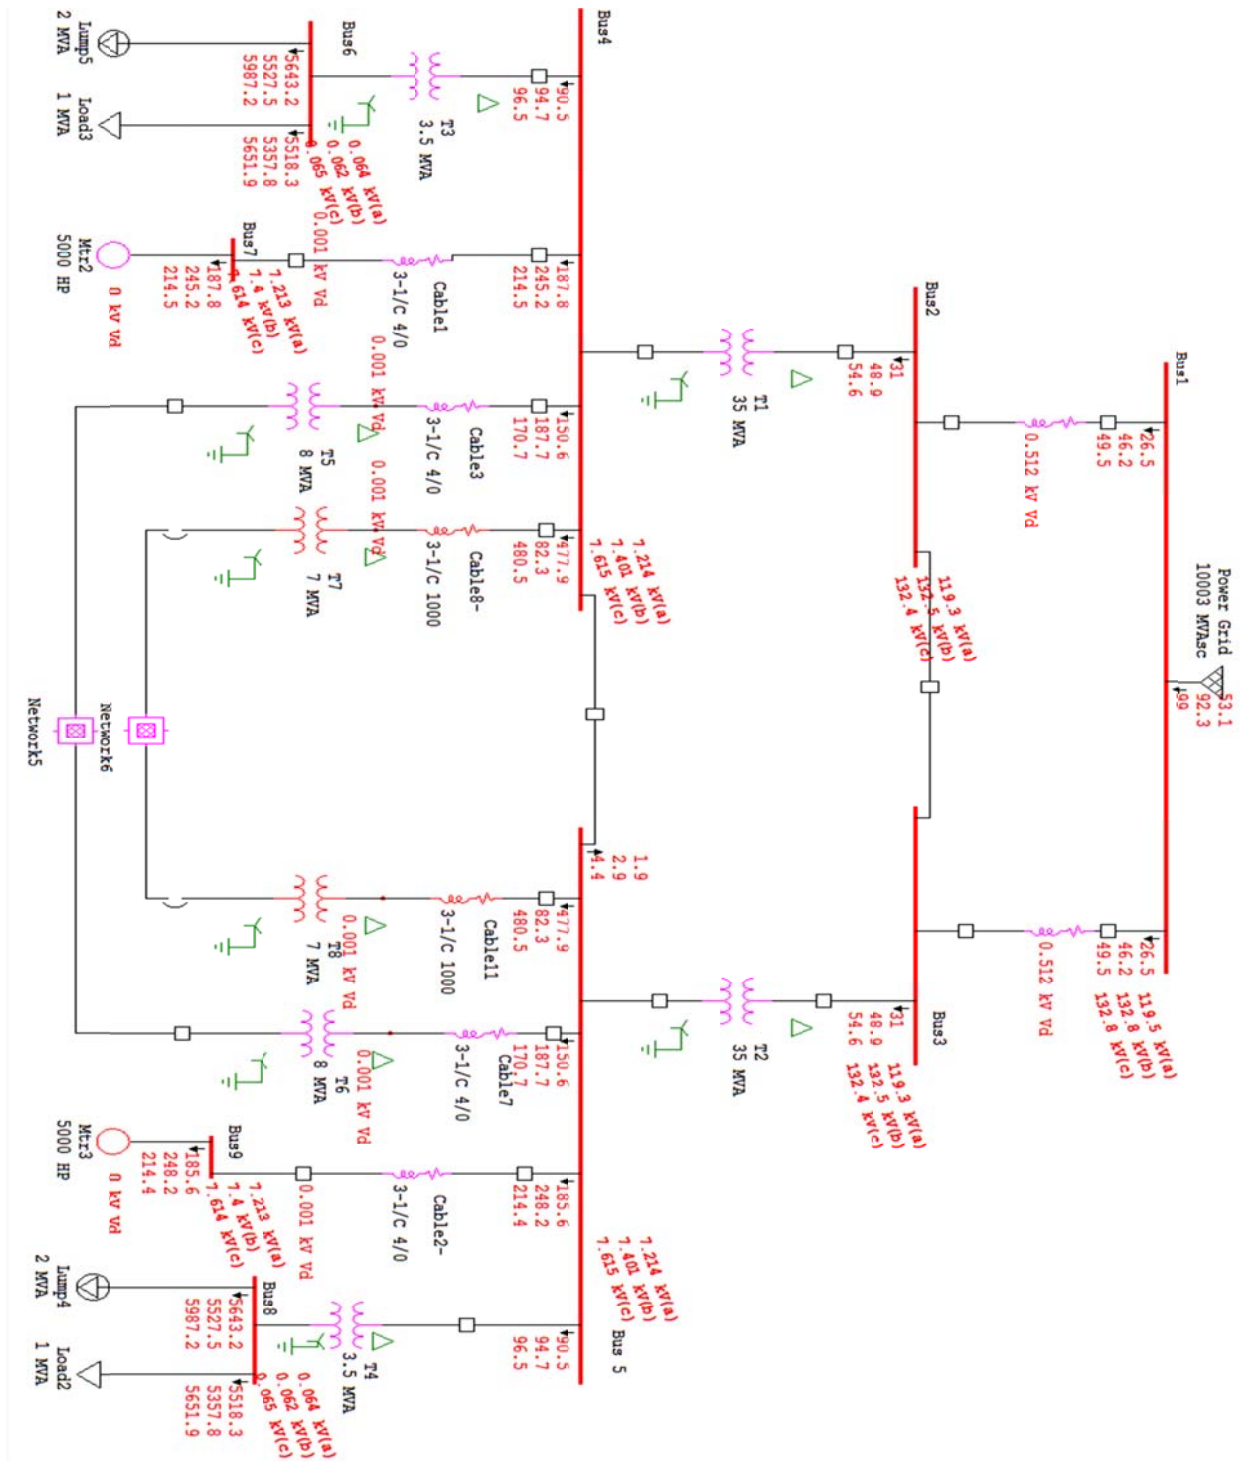 Power Grid
10003 MVAsc
53.1
92.3
99
Bus1
26.5
46.2
49.5
26.5
46.2
49.5
119.5 kV(a)
132.8 kV(b)
132.8 kV(c)
0.512 kV Vd
0.512 kV Vd
Bus2
119.3 kV(a)
132.5 kV(b)
132.4 kV(c)
31
48.9
54.6
Bus3
31
48.9
54.6
119.3 kV(a)
132.5 kV(b)
132.4 kV(c)
T1
35 MVA
T2
35 MVA
Bus4
7.214 kV(a)
7.401 kV(b)
7.615 kV(c)
1.9
2.9
4.4
7.214 kV(a)
7.401 kV(b)
7.615 kV(c)
Bus 5
90.5
94.7
96.5
187.8
245.2
214.5
150.6
187.7
170.7
477.9
82.3
480.5
477.9
82.3
480.5
150.6
187.7
170.7
185.6
248.2
214.4
90.5
94.7
96.5
T3
3.5 MVA
Cable1
3-1/C 4/0
Cable3
3-1/C 4/0
Cable8-
3-1/C 1000
Cable11
3-1/C 1000
Cable7
3-1/C 4/0
Cable2-
3-1/C 4/0
T4
3.5 MVA
0.001 kV Vd
0.001 kV Vd
0.001 kV Vd
0.001 kV Vd
0.001 kV Vd
0.001 kV Vd
T5
8 MVA
T7
7 MVA
T8
7 MVA
T6
8 MVA
Bus6
0.064 kV(a)
0.062 kV(b)
0.065 kV(c)
5643.2
5527.5
5987.2
5518.3
5357.8
5651.9
Bus7
7.213 kV(a)
7.4 kV(b)
7.614 kV(c)
187.8
245.2
214.5
Bus9
7.213 kV(a)
7.4 kV(b)
7.614 kV(c)
185.6
248.2
214.4
Bus8
0.064 kV(a)
0.062 kV(b)
0.065 kV(c)
5643.2
5527.5
5987.2
5518.3
5357.8
5651.9
Lump5
2 MVA
Load3
1 MVA
Mtr2
5000 HP
0 kV Vd
Network6
Network5
Mtr3
5000 HP
0 kV Vd
Lump4
2 MVA
Load2
1 MVA